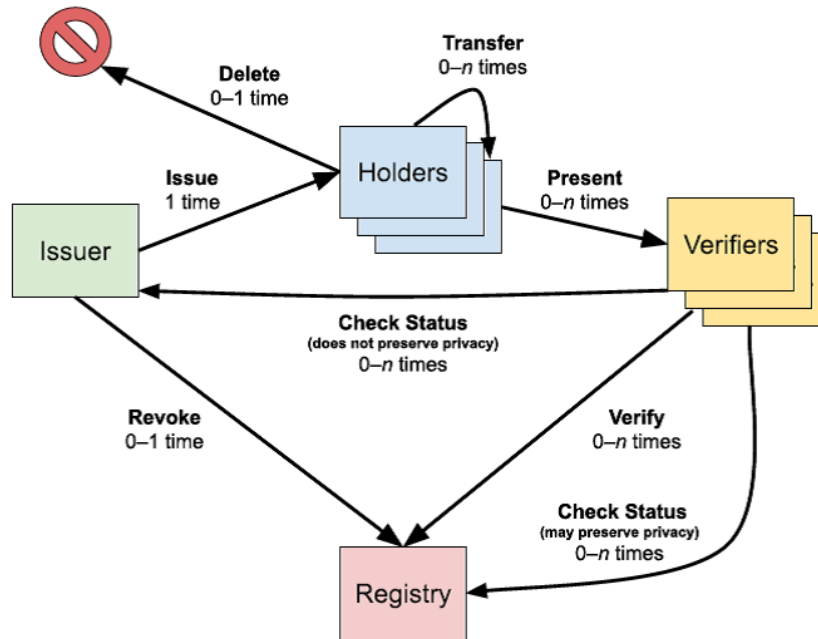 Transfer
0–n times
Delete
0–1 time
Issue
1 time
Holders
Present
0–n times
Issuer
Verifiers
Check Status
(does not preserve privacy)
0–n times
Revoke
0–1 time
Verify
0–n times
Check Status
(may preserve privacy)
0–n times
Registry